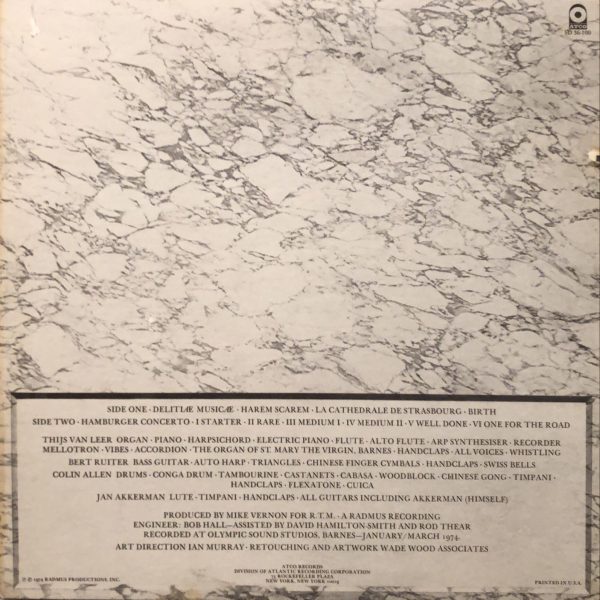 ATCO
SD 36-100
SIDE ONE · DELITIÆ MUSICÆ · HAREM SCAREM · LA CATHEDRALE DE STRASBOURG · BIRTH
SIDE TWO · HAMBURGER CONCERTO · I STARTER · II RARE · III MEDIUM I · IV MEDIUM II · V WELL DONE · VI ONE FOR THE ROAD
THIJS VAN LEER ORGAN · PIANO · HARPSICHORD · ELECTRIC PIANO · FLUTE · ALTO FLUTE · ARP SYNTHESISER · RECORDER
MELLOTRON · VIBES · ACCORDION · THE ORGAN OF ST. MARY THE VIRGIN, BARNES · HANDCLAPS · ALL VOICES · WHISTLING
BERT RUITER BASS GUITAR · AUTO HARP · TRIANGLES · CHINESE FINGER CYMBALS · HANDCLAPS · SWISS BELLS
COLIN ALLEN DRUMS · CONGA DRUM · TAMBOURINE · CASTANETS · CABASA · WOODBLOCK · CHINESE GONG · TIMPANI ·
HANDCLAPS · FLEXATONE · CUICA
JAN AKKERMAN LUTE · TIMPANI · HANDCLAPS · ALL GUITARS INCLUDING AKKERMAN (HIMSELF)
PRODUCED BY MIKE VERNON FOR R.T.M. · A RADMUS RECORDING
ENGINEER: BOB HALL—ASSISTED BY DAVID HAMILTON-SMITH AND ROD THEAR
RECORDED AT OLYMPIC SOUND STUDIOS, BARNES—JANUARY/MARCH 1974.
ART DIRECTION IAN MURRAY · RETOUCHING AND ARTWORK WADE WOOD ASSOCIATES
ATCO RECORDS
DIVISION OF ATLANTIC RECORDING CORPORATION
75 ROCKEFELLER PLAZA
NEW YORK, NEW YORK 10019
℗ © 1974 RADMUS PRODUCTIONS, INC.
PRINTED IN U.S.A.